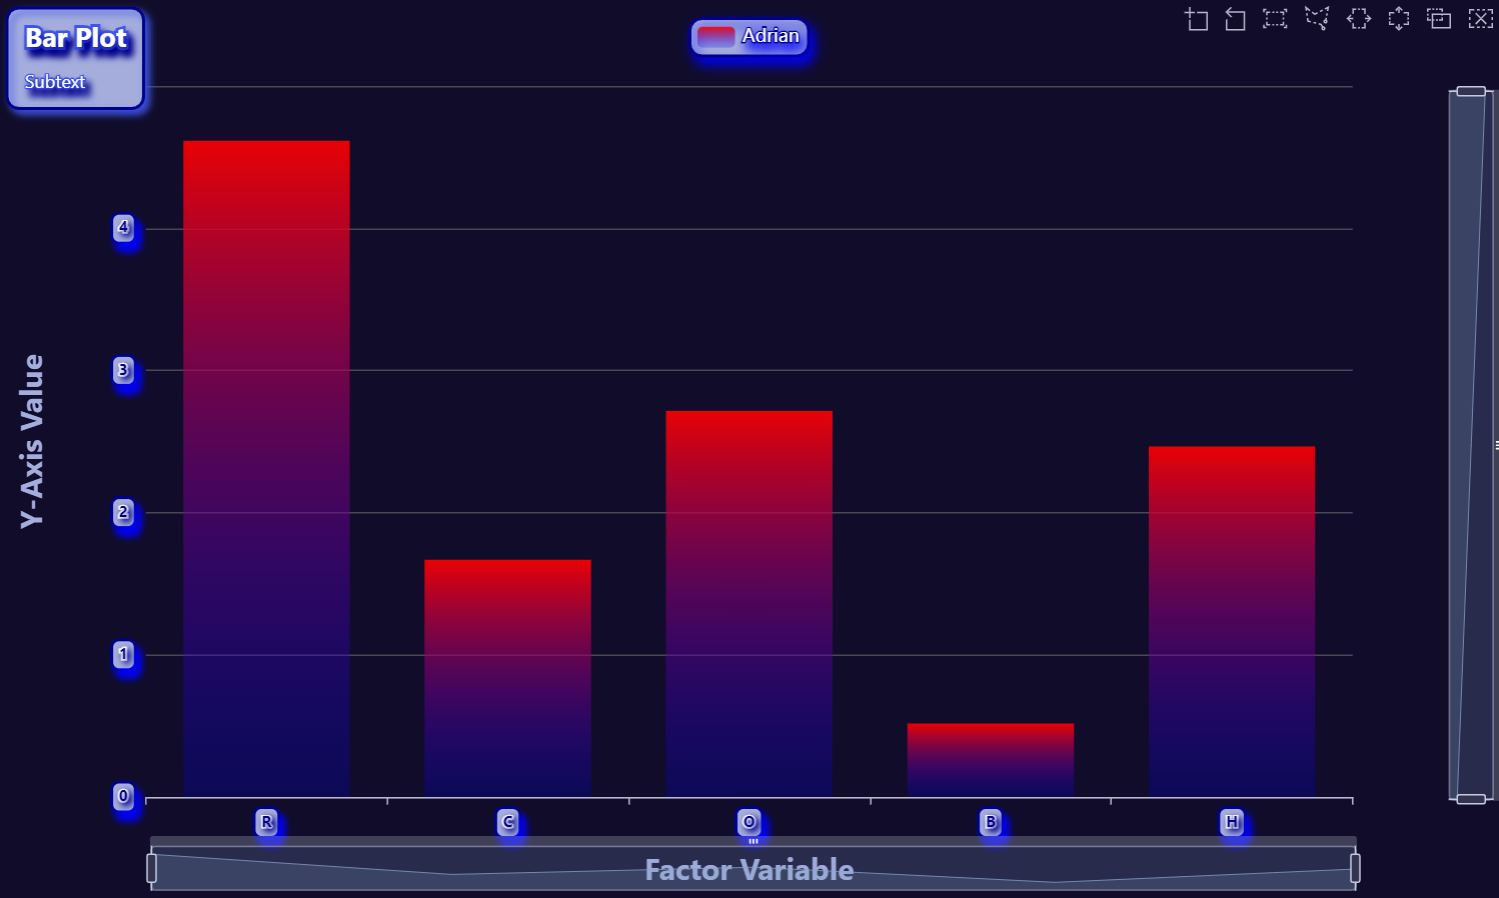 Bar Plot
Subtext
Adrian
Y-Axis Value
4
3
2
1
0
R C O B H
Factor Variable